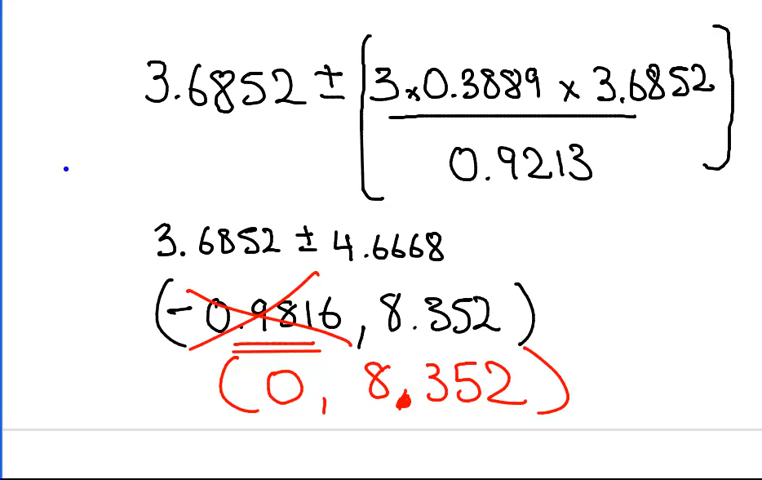 3.6852 ± [3×0.3889 × 3.6852
0.9213]
3.6852 ± 4.6668
(-0.9816, 8.352)
(0, 8.352)